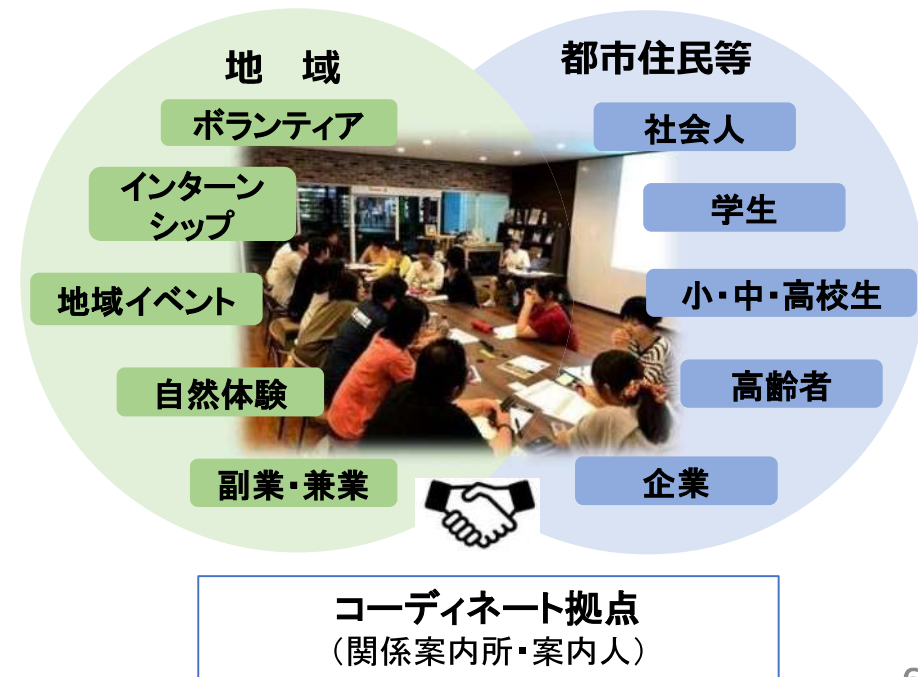 地 域
ボランティア
インターン
シップ
地域イベント
自然体験
副業・兼業
都市住民等
社会人
学生
小・中・高校生
高齢者
企業
コーディネート拠点
（関係案内所・案内人）